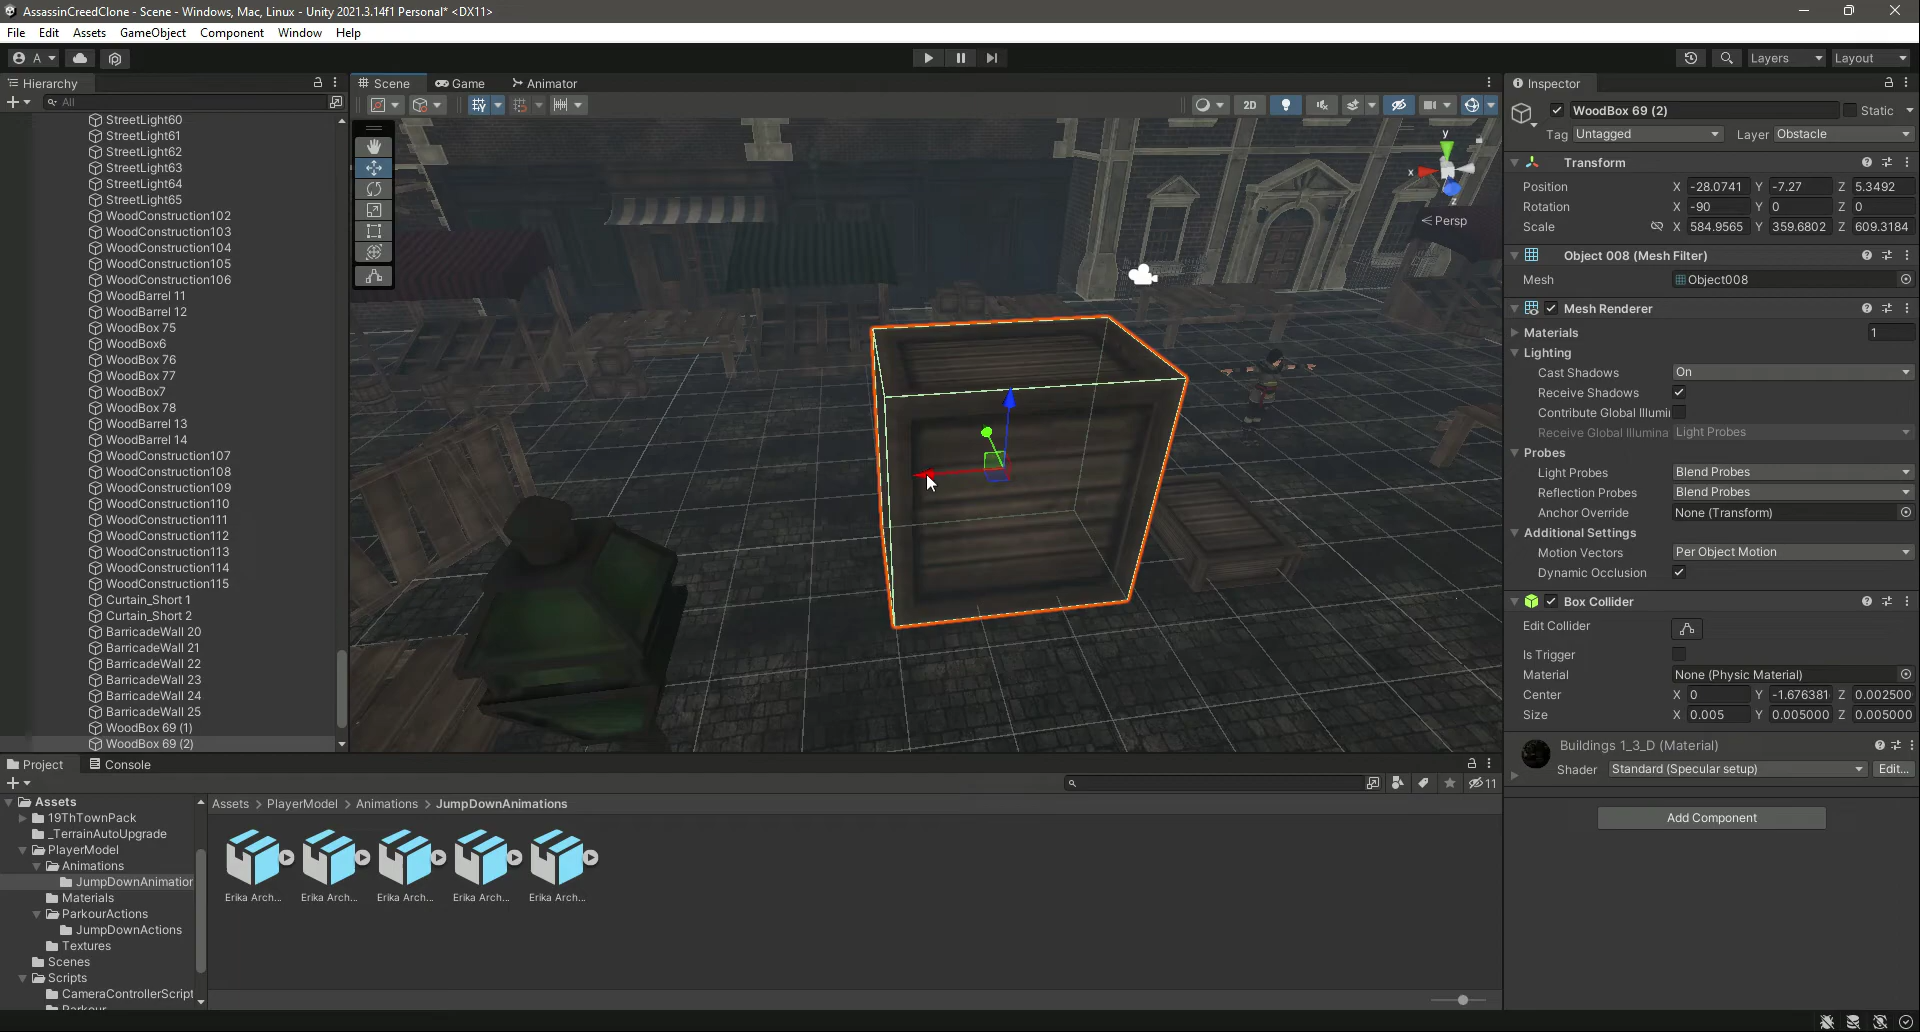 AssassinCreedClone - Scene - Windows, Mac, Linux - Unity 2021.3.14f1 Personal* <DX11>
File Edit Assets GameObject Component Window Help
A Layers Layout
Hierarchy
All
StreetLight60
StreetLight61
StreetLight62
StreetLight63
StreetLight64
StreetLight65
WoodConstruction102
WoodConstruction103
WoodConstruction104
WoodConstruction105
WoodConstruction106
WoodBarrel 11
WoodBarrel 12
WoodBox 75
WoodBox6
WoodBox 76
WoodBox 77
WoodBox7
WoodBox 78
WoodBarrel 13
WoodBarrel 14
WoodConstruction107
WoodConstruction108
WoodConstruction109
WoodConstruction110
WoodConstruction111
WoodConstruction112
WoodConstruction113
WoodConstruction114
WoodConstruction115
Curtain_Short 1
Curtain_Short 2
BarricadeWall 20
BarricadeWall 21
BarricadeWall 22
BarricadeWall 23
BarricadeWall 24
BarricadeWall 25
WoodBox 69 (1)
WoodBox 69 (2)
Scene Game Animator
2D
y
x
z
< Persp
Inspector
WoodBox 69 (2) Static
Tag Untagged Layer Obstacle
Transform
Position X -28.0741 Y -7.27 Z 5.3492
Rotation X -90 Y 0 Z 0
Scale X 584.9565 Y 359.6802 Z 609.3184
Object 008 (Mesh Filter)
Mesh Object008
Mesh Renderer
Materials 1
Lighting
Cast Shadows On
Receive Shadows
Contribute Global Illumi
Receive Global Illumina Light Probes
Probes
Light Probes Blend Probes
Reflection Probes Blend Probes
Anchor Override None (Transform)
Additional Settings
Motion Vectors Per Object Motion
Dynamic Occlusion
Box Collider
Edit Collider
Is Trigger
Material None (Physic Material)
Center X 0 Y -1.676381 Z 0.002500
Size X 0.005 Y 0.005000 Z 0.005000
Buildings 1_3_D (Material)
Shader Standard (Specular setup) Edit...
Add Component
Project Console
11
Assets
19ThTownPack
_TerrainAutoUpgrade
PlayerModel
Animations
JumpDownAnimation
Materials
ParkourActions
JumpDownActions
Textures
Scenes
Scripts
CameraControllerScript
Parkour
Assets > PlayerModel > Animations > JumpDownAnimations
Erika Arch... Erika Arch... Erika Arch... Erika Arch... Erika Arch...